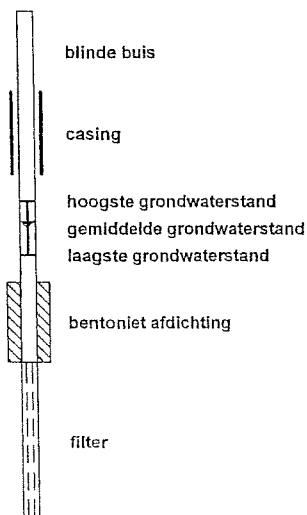 blinde buis
casing
hoogste grondwaterstand
gemiddelde grondwaterstand
laagste grondwaterstand
bentoniet afdichting
filter